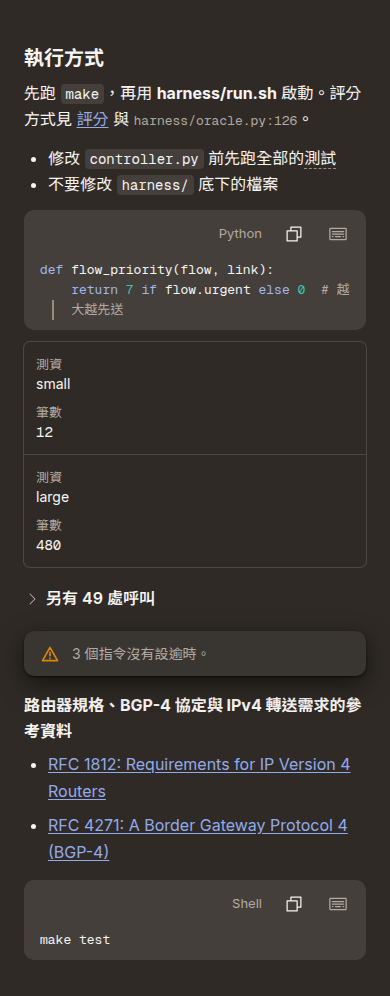 執行方式
先跑 make，再用 harness/run.sh 啟動。評分
方式見 評分 與 harness/oracle.py:126。
修改 controller.py 前先跑全部的測試
不要修改 harness/ 底下的檔案
Python
def flow_priority(flow, link):
return 7 if flow.urgent else 0  # 越
大越先送
測資
small
筆數
12
測資
large
筆數
480
另有 49 處呼叫
3 個指令沒有設逾時。
路由器規格、BGP-4 協定與 IPv4 轉送需求的參
考資料
RFC 1812: Requirements for IP Version 4
Routers
RFC 4271: A Border Gateway Protocol 4
(BGP-4)
Shell
make test